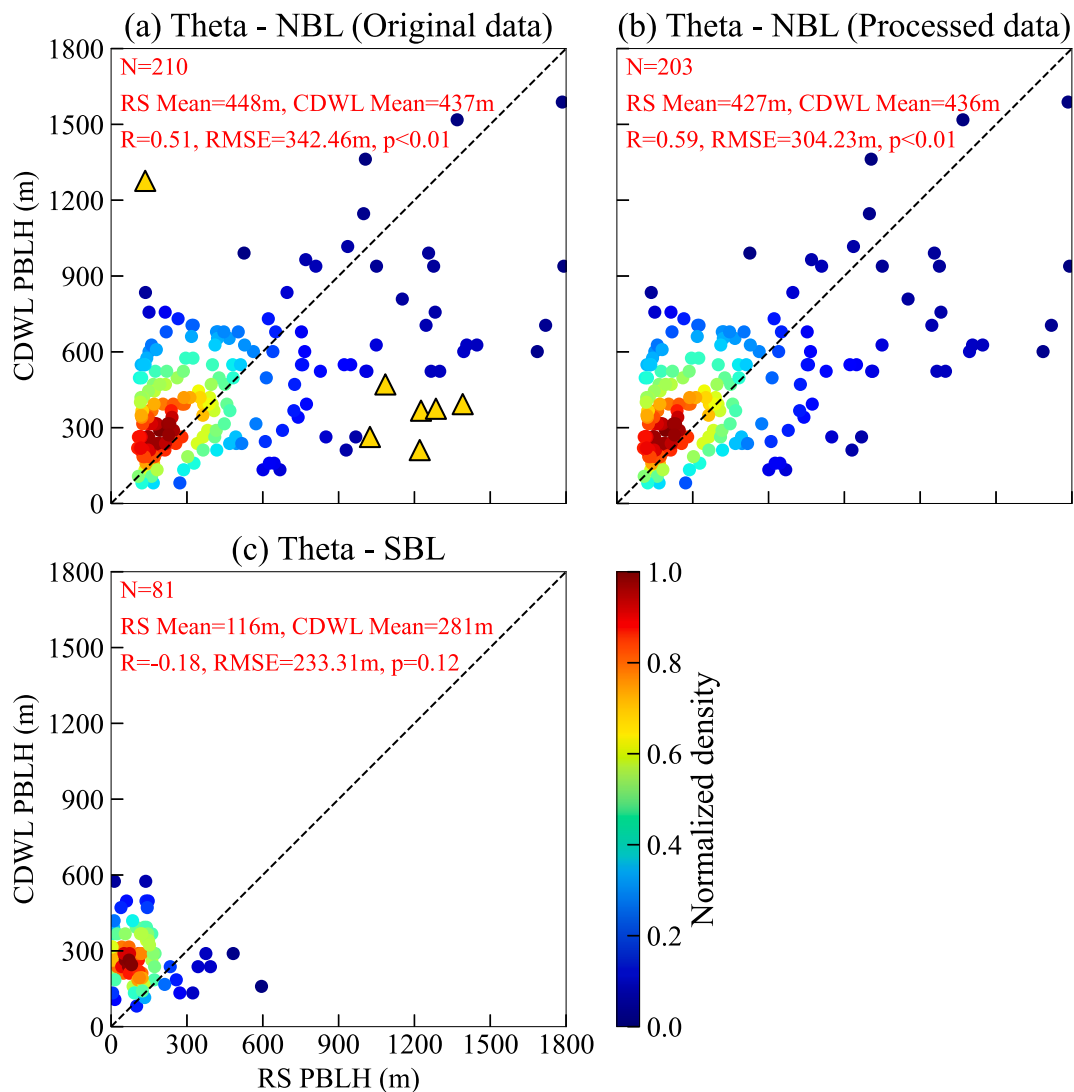 (a) Theta - NBL (Original data)
1800
1500
1200
900
600
300
0
CDWL PBLH (m)
N=210
RS Mean=448m, CDWL Mean=437m
R=0.51, RMSE=342.46m, p<0.01
(b) Theta - NBL (Processed data)
N=203
RS Mean=427m, CDWL Mean=436m
R=0.59, RMSE=304.23m, p<0.01
(c) Theta - SBL
1800
1500
1200
900
600
300
0
CDWL PBLH (m)
N=81
RS Mean=116m, CDWL Mean=281m
R=-0.18, RMSE=233.31m, p=0.12
0 300 600 900 1200 1500 1800
RS PBLH (m)
1.0
0.8
0.6
0.4
0.2
0.0
Normalized density